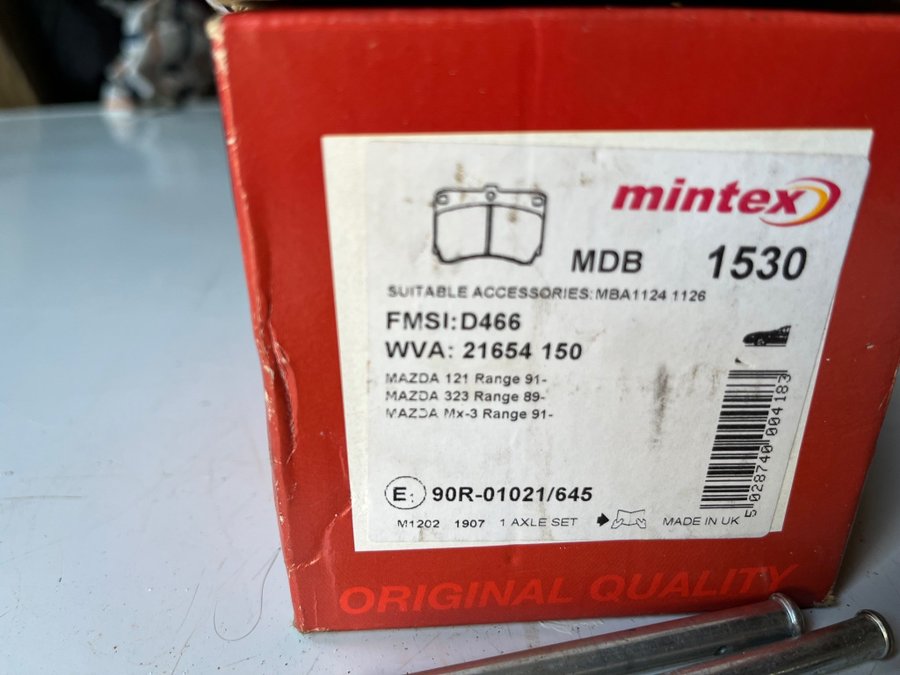 mintex
MDB 1530
SUITABLE ACCESSORIES: MBA1124 1126
FMSI: D466
WVA: 21654 150
MAZDA 121 Range 91-
MAZDA 323 Range 89-
MAZDA Mx-3 Range 91-
5 028740 004183
E 90R-01021/645
M1202 1907 1 AXLE SET MADE IN UK
ORIGINAL QUALITY